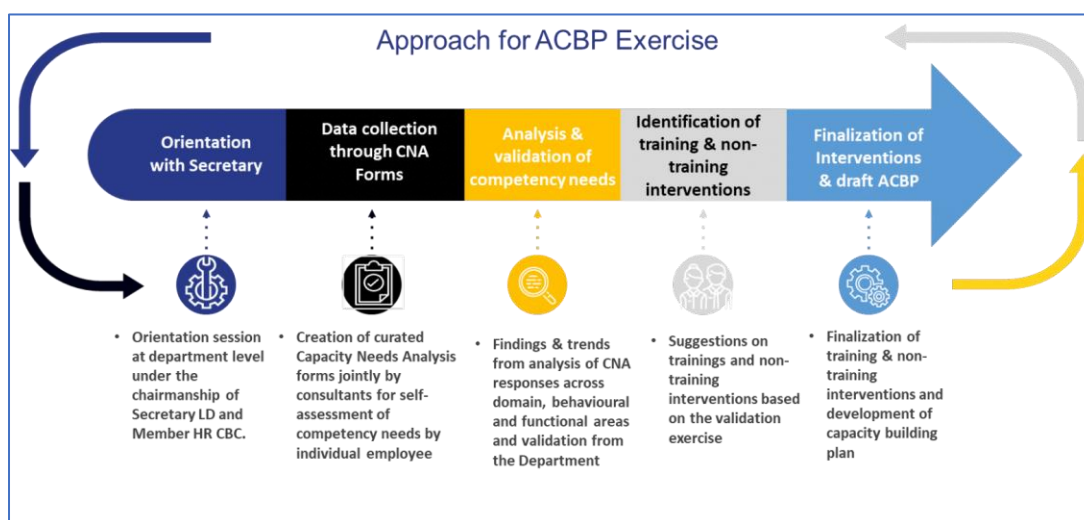 Approach for ACBP Exercise
Orientation
with Secretary
Data collection
through CNA
Forms
Analysis &
validation of
competency needs
Identification of
training & non-
training
interventions
Finalization of
Interventions
& draft ACBP
• Orientation session
at department level
under the
chairmanship of
Secretary LD and
Member HR CBC.
• Creation of curated
Capacity Needs Analysis
forms jointly by
consultants for self-
assessment of
competency needs by
individual employee
• Findings & trends
from analysis of CNA
responses across
domain, behavioural
and functional areas
and validation from
the Department
• Suggestions on
trainings and non-
training
interventions based
on the validation
exercise
• Finalization of
training & non-
training
interventions and
development of
capacity building
plan